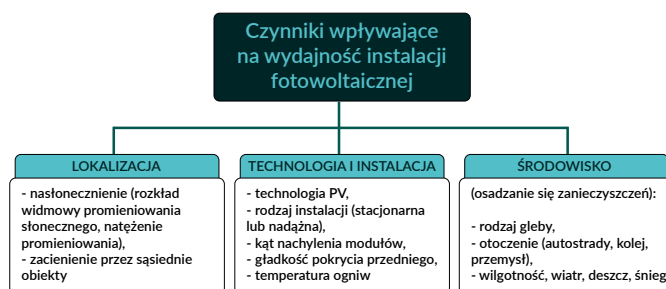 Czynniki wpływające
na wydajność instalacji
fotowoltaicznej
LOKALIZACJA
- nasłonecznienie (rozkład
widmowy promieniowania
słonecznego, natężenie
promieniowania),
- zacienienie przez sąsiednie
obiekty
TECHNOLOGIA I INSTALACJA
- technologia PV,
- rodzaj instalacji (stacjonarna
lub nadążna),
- kąt nachylenia modułów,
- gładkość pokrycia przedniego,
- temperatura ogniw
ŚRODOWISKO
(osadzanie się zanieczyszczeń):
- rodzaj gleby,
- otoczenie (autostrady, kolej,
przemysł),
- wilgotność, wiatr, deszcz, śnieg